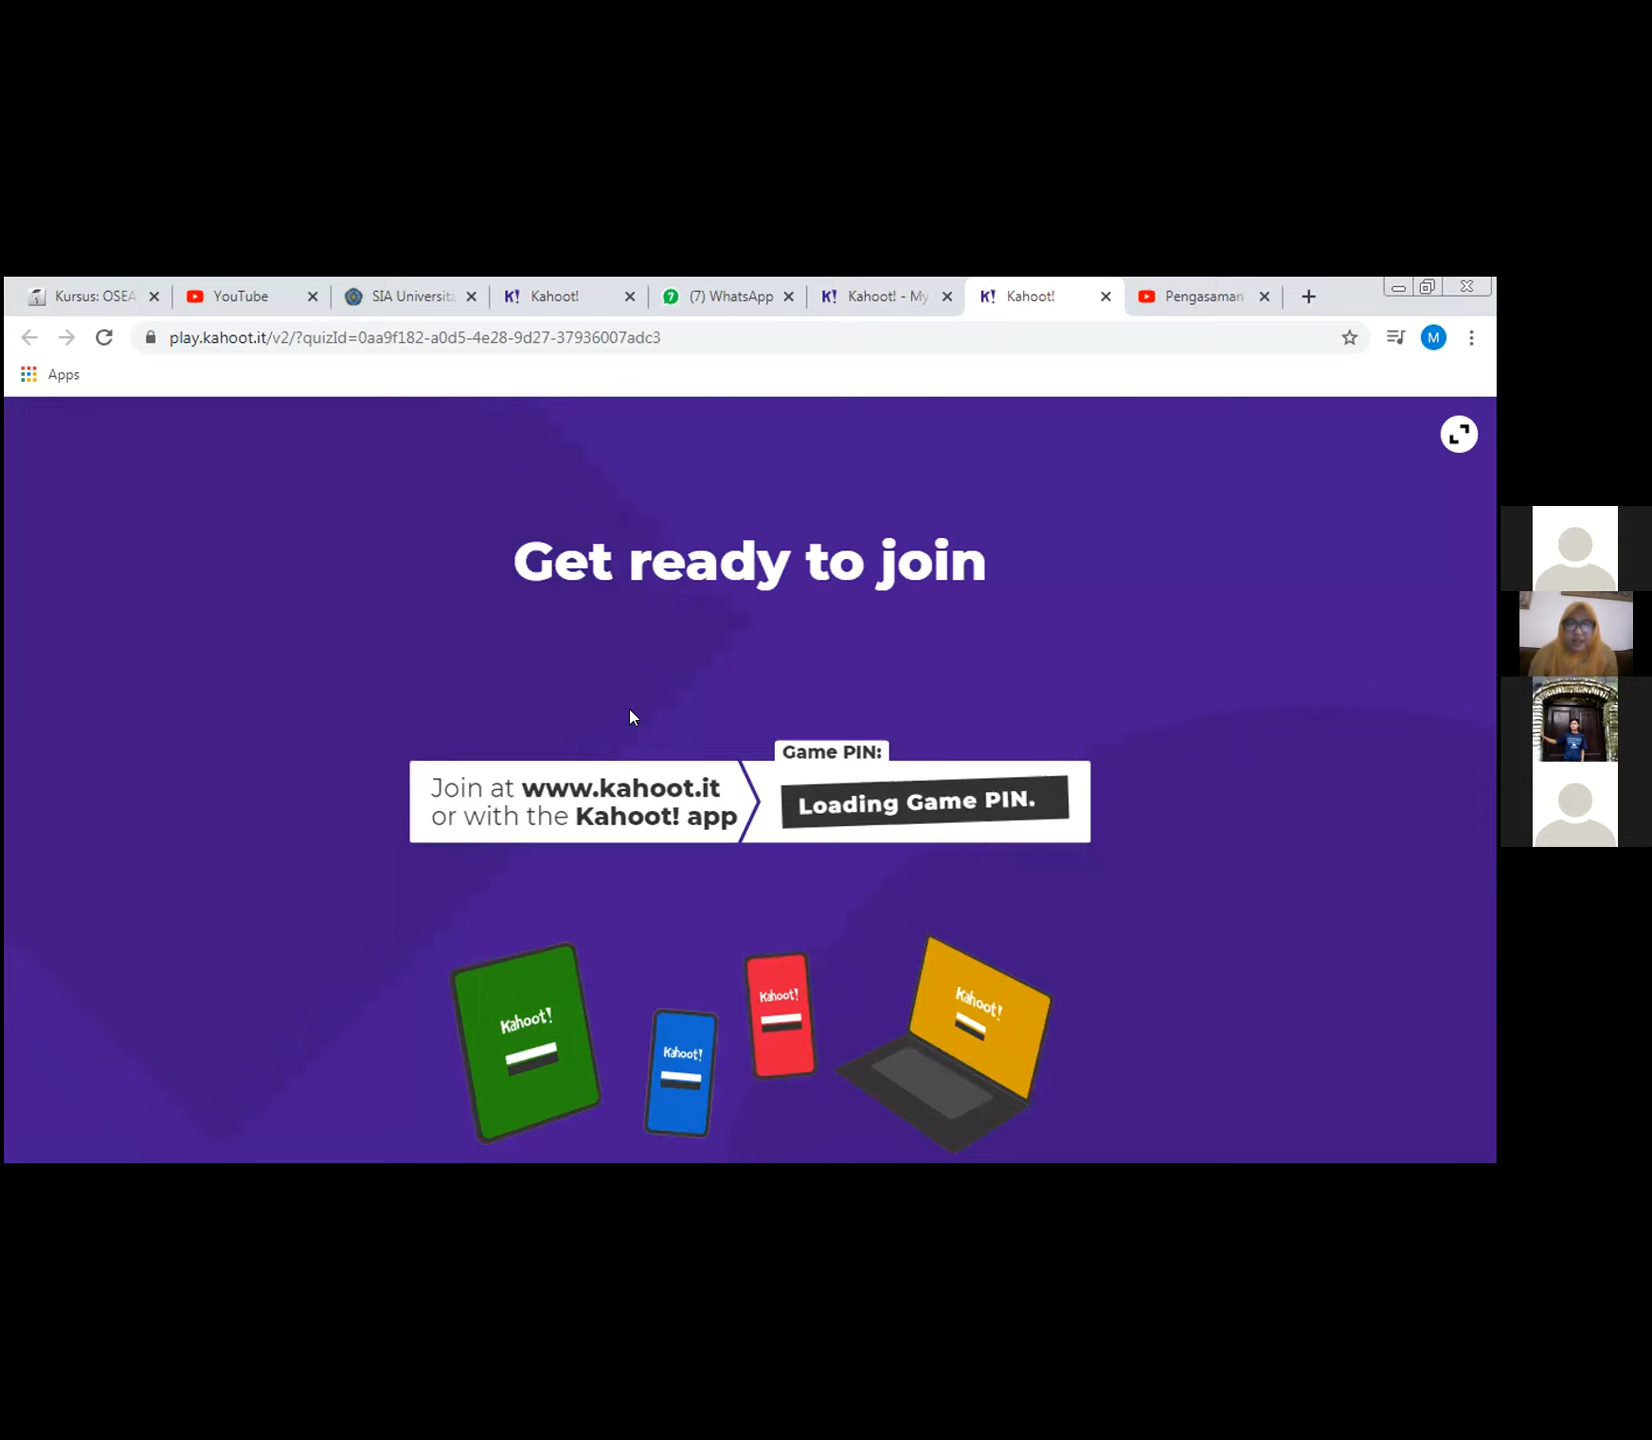 Kursus: OSEA
YouTube
SIA Universita
K! Kahoot!
7 (7) WhatsApp
K! Kahoot! - My
K! Kahoot!
Pengasaman
play.kahoot.it/v2/?quizId=0aa9f182-a0d5-4e28-9d27-37936007adc3
M
Apps
Get ready to join
Game PIN:
Join at www.kahoot.it
or with the Kahoot! app
Loading Game PIN.
Kahoot!
Kahoot!
Kahoot!
Kahoot!